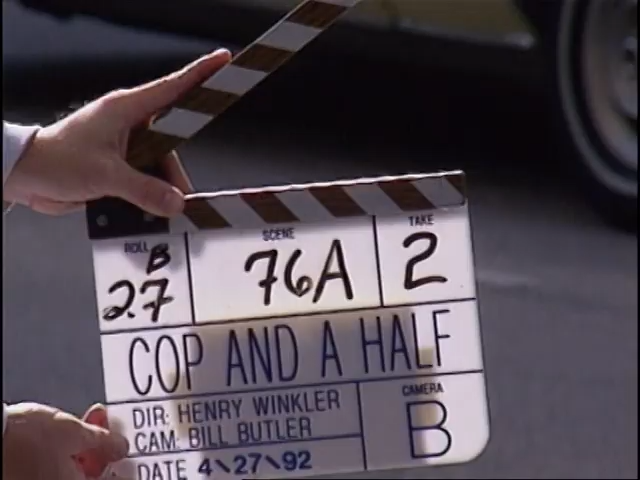 ROLL SCENE TAKE
B
27 76A 2
COP AND A HALF
DIR: HENRY WINKLER
CAMERA
CAM: BILL BUTLER
B
DATE 4\27\92